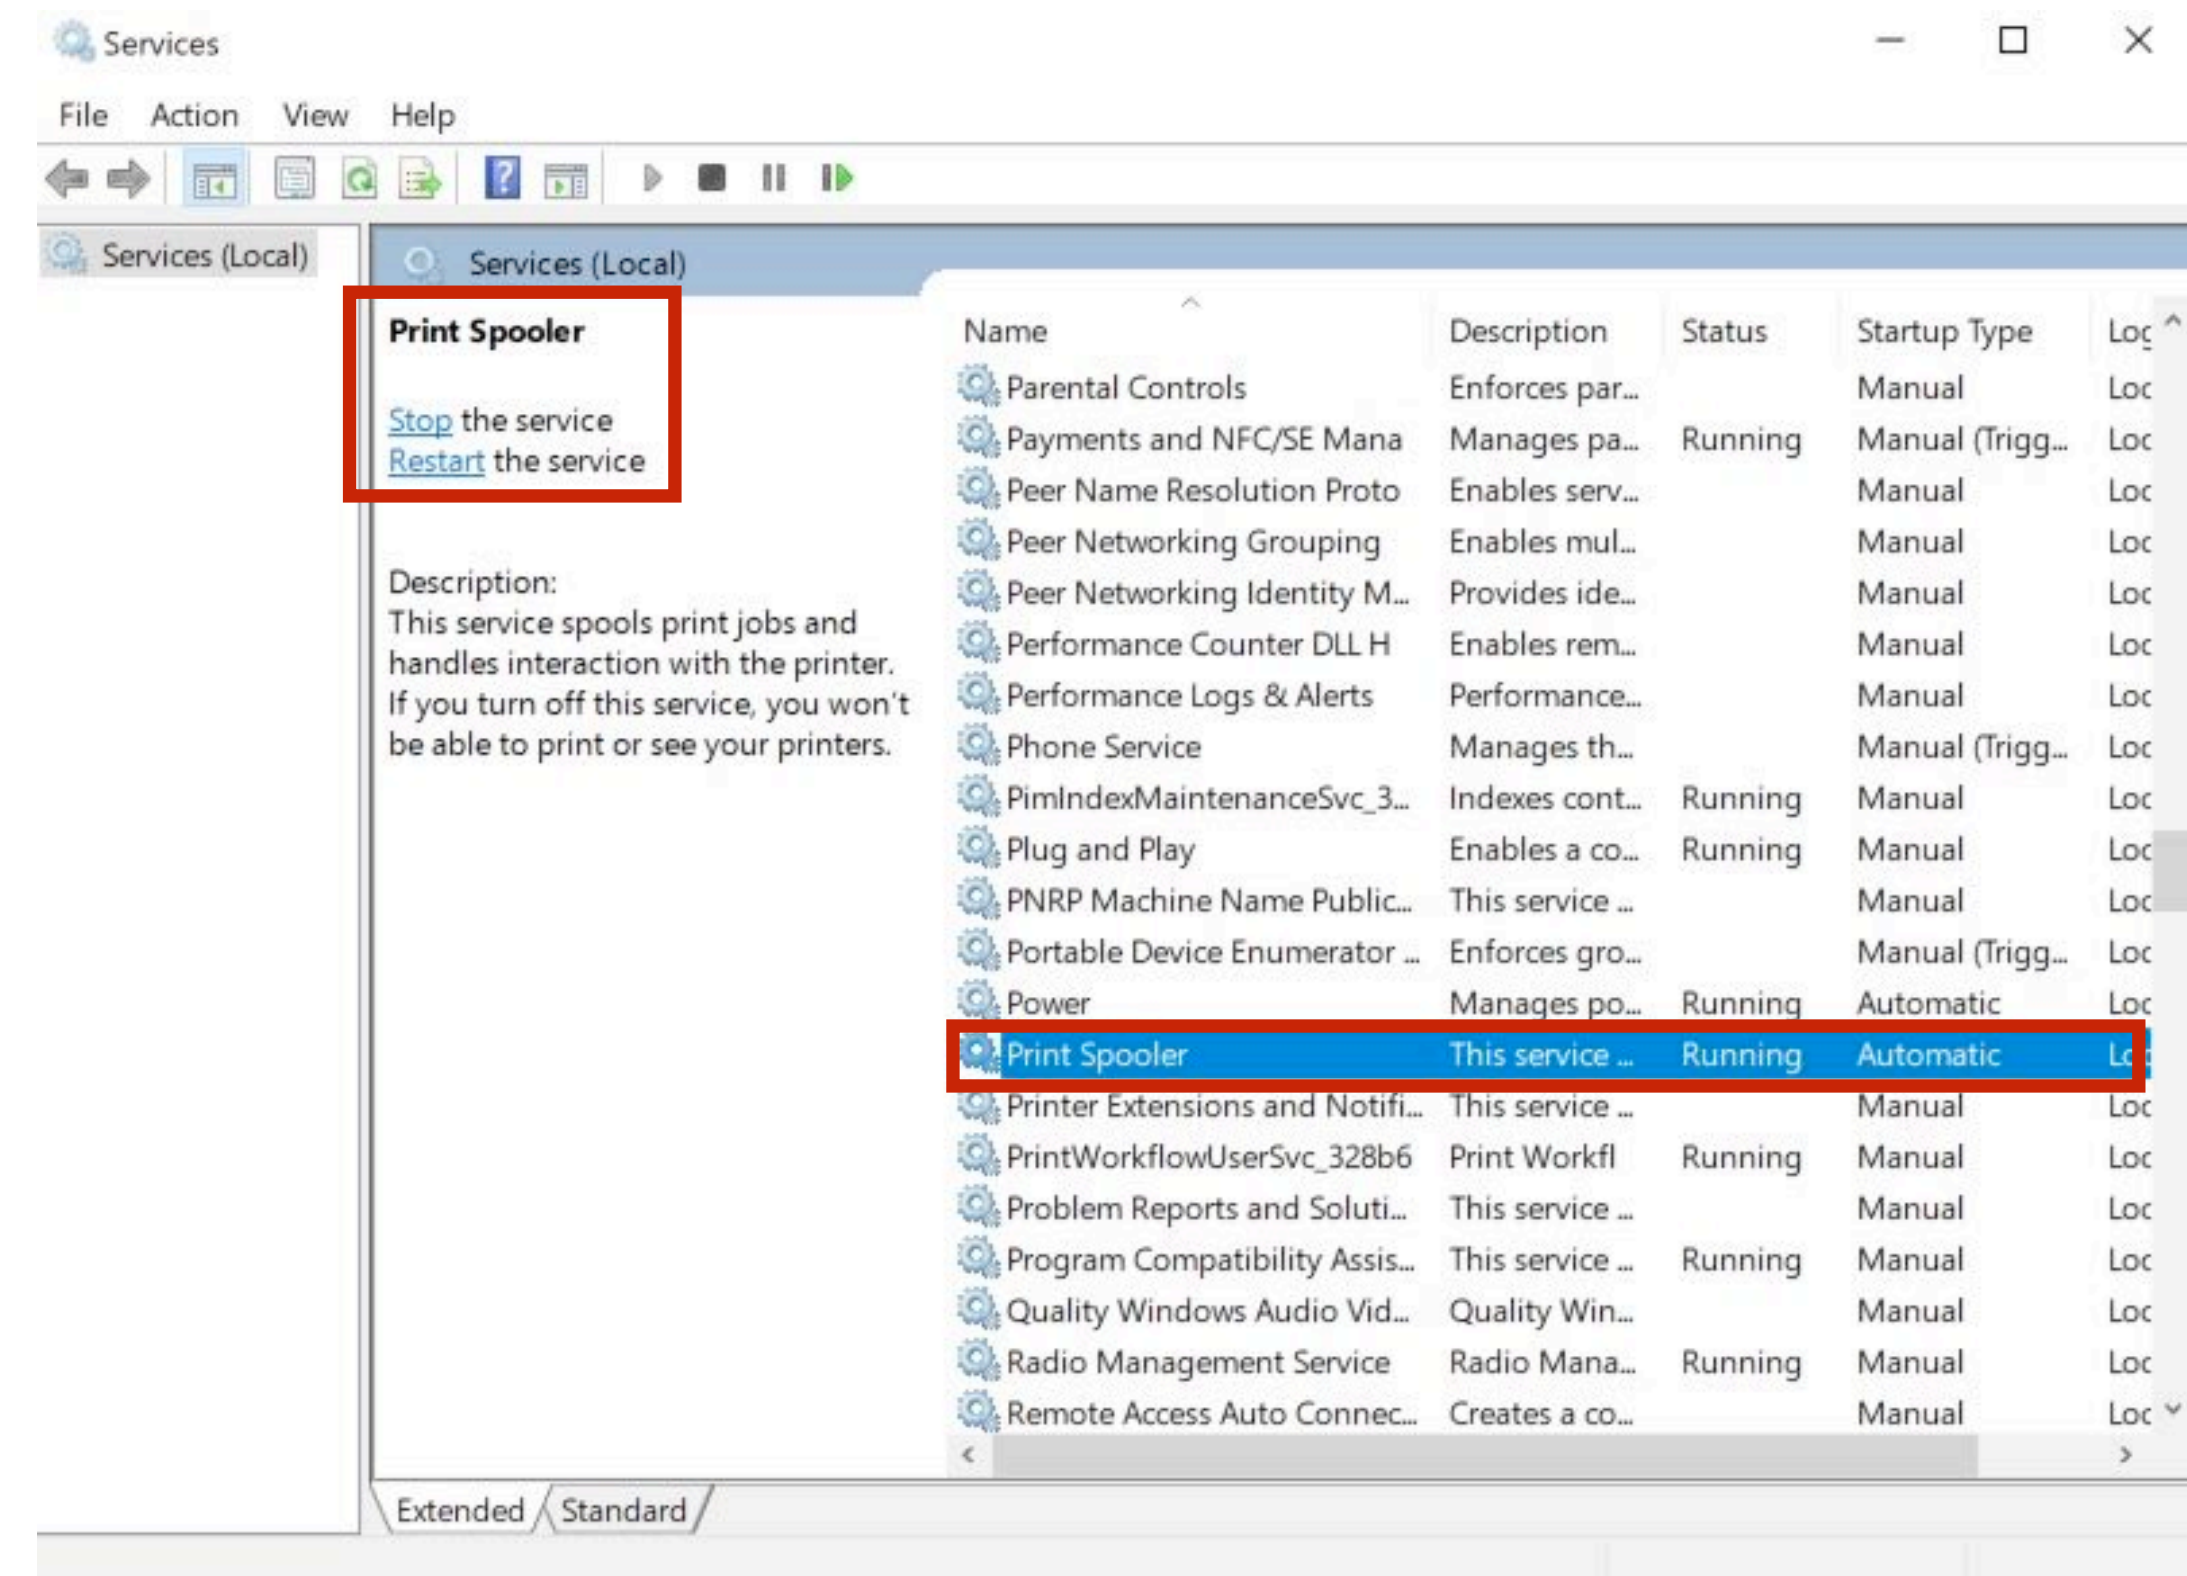 Services
File Action View Help
Services (Local)
Services (Local)
Print Spooler
Stop the service
Restart the service
Description:
This service spools print jobs and
handles interaction with the printer.
If you turn off this service, you won't
be able to print or see your printers.
Name Description Status Startup Type Log
Parental Controls Enforces par... Manual Loc
Payments and NFC/SE Mana Manages pa... Running Manual (Trigg... Loc
Peer Name Resolution Proto Enables serv... Manual Loc
Peer Networking Grouping Enables mul... Manual Loc
Peer Networking Identity M... Provides ide... Manual Loc
Performance Counter DLL H Enables rem... Manual Loc
Performance Logs & Alerts Performance... Manual Loc
Phone Service Manages th... Manual (Trigg... Loc
PimIndexMaintenanceSvc_3... Indexes cont... Running Manual Loc
Plug and Play Enables a co... Running Manual Loc
PNRP Machine Name Public... This service ... Manual Loc
Portable Device Enumerator ... Enforces gro... Manual (Trigg... Loc
Power Manages po... Running Automatic Loc
Print Spooler This service ... Running Automatic Loc
Printer Extensions and Notifi... This service ... Manual Loc
PrintWorkflowUserSvc_328b6 Print Workfl Running Manual Loc
Problem Reports and Soluti... This service ... Manual Loc
Program Compatibility Assis... This service ... Running Manual Loc
Quality Windows Audio Vid... Quality Win... Manual Loc
Radio Management Service Radio Mana... Running Manual Loc
Remote Access Auto Connec... Creates a co... Manual Loc
Extended Standard